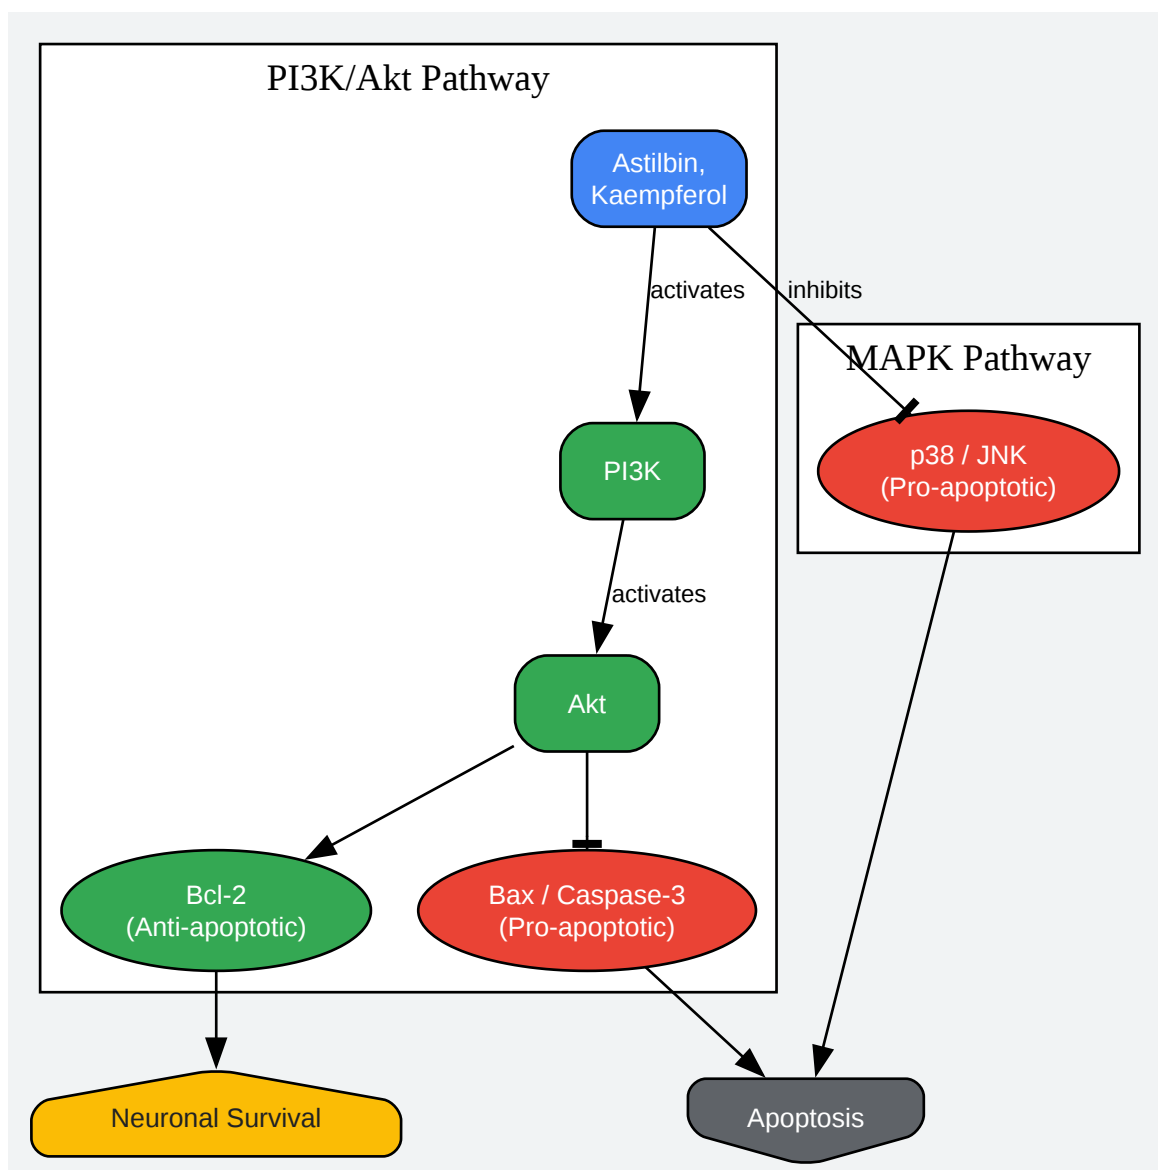 PI3K/Akt Pathway
Astilbin,
Kaempferol
activates
inhibits
MAPK Pathway
PI3K
p38 / JNK
(Pro-apoptotic)
activates
Akt
Bcl-2
(Anti-apoptotic)
Bax / Caspase-3
(Pro-apoptotic)
Neuronal Survival
Apoptosis